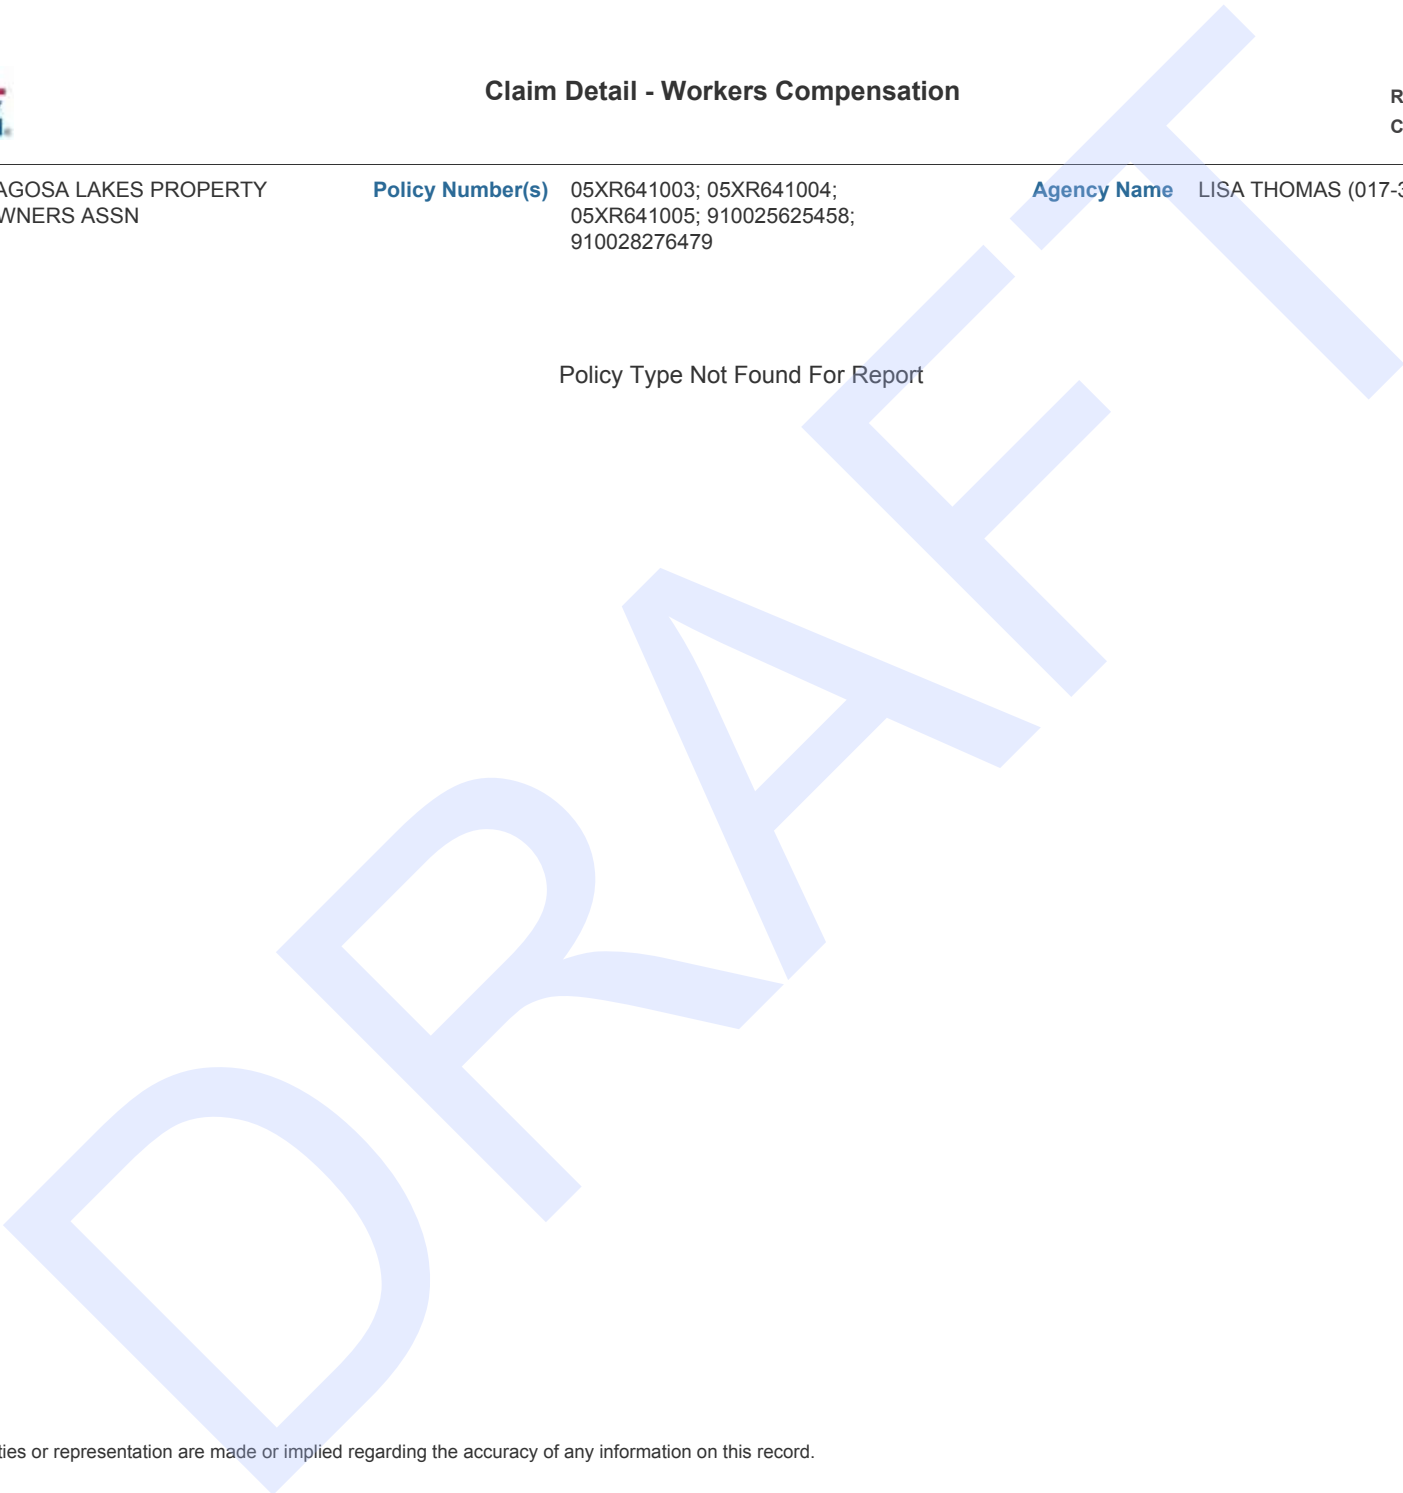 Claim Detail - Workers Compensation
R
C
AGOSA LAKES PROPERTY
WNERS ASSN
Policy Number(s) 05XR641003; 05XR641004;
05XR641005; 910025625458;
910028276479
Agency Name LISA THOMAS (017-3
Policy Type Not Found For Report
DRAFT
ties or representation are made or implied regarding the accuracy of any information on this record.